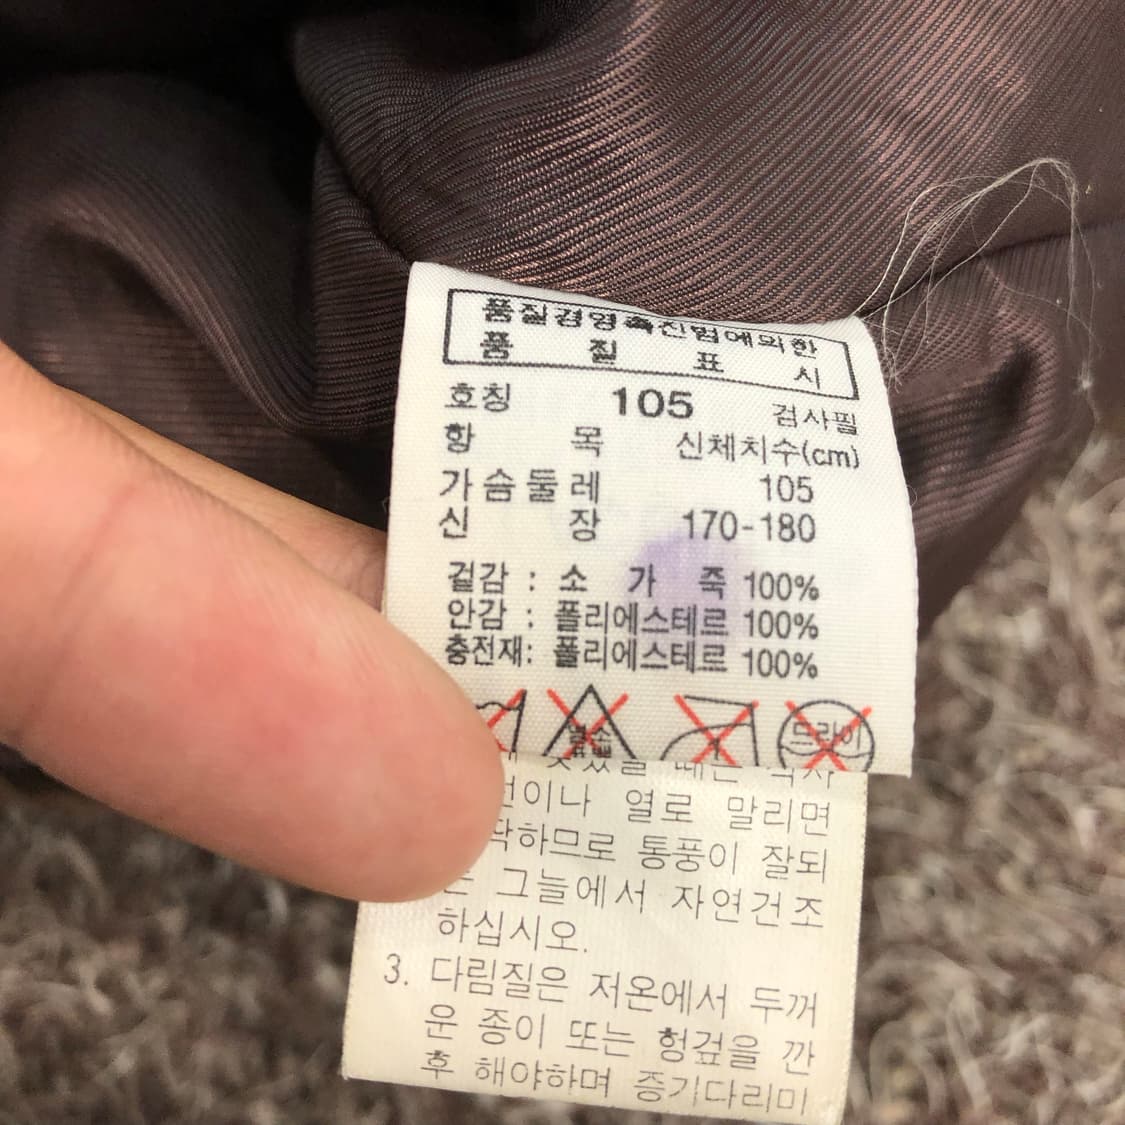 품질경영촉진법에의한
품 질 표 시
호칭 105 검사필
항 목 신체치수(cm)
가슴둘레 105
신 장 170-180
겉감 : 소 가 죽 100%
안감 : 폴리에스테르 100%
충전재: 폴리에스테르 100%
드라이
이나 열로 말리면
하므로 통풍이 잘되
그늘에서 자연건조
하십시오.
3. 다림질은 저온에서 두꺼
운 종이 또는 헝겊을 깐
후 해야하며 증기다리미